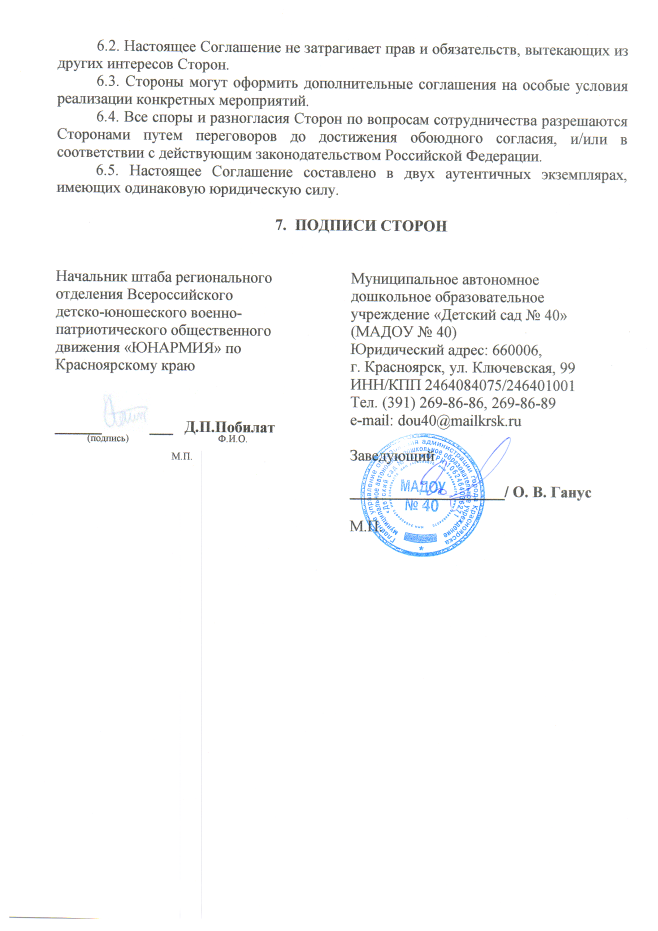 6.2. Настоящее Соглашение не затрагивает прав и обязательств, вытекающих из
других интересов Сторон.
6.3. Стороны могут оформить дополнительные соглашения на особые условия
реализации конкретных мероприятий.
6.4. Все споры и разногласия Сторон по вопросам сотрудничества разрешаются
Сторонами путем переговоров до достижения обоюдного согласия, и/или в
соответствии с действующим законодательством Российской Федерации.
6.5. Настоящее Соглашение составлено в двух аутентичных экземплярах,
имеющих одинаковую юридическую силу.
7. ПОДПИСИ СТОРОН
Начальник штаба регионального
отделения Всероссийского
детско-юношеского военно-
патриотического общественного
движения «ЮНАРМИЯ» по
Красноярскому краю
Д.П.Побилат
(подпись) Ф.И.О.
М.П.
Муниципальное автономное
дошкольное образовательное
учреждение «Детский сад № 40»
(МАДОУ № 40)
Юридический адрес: 660006,
г. Красноярск, ул. Ключевская, 99
ИНН/КПП 2464084075/246401001
Тел. (391) 269-86-86, 269-86-89
e-mail: dou40@mailkrsk.ru
Заведующий
/ О. В. Ганус
М.П.
МАДОУ
№ 40